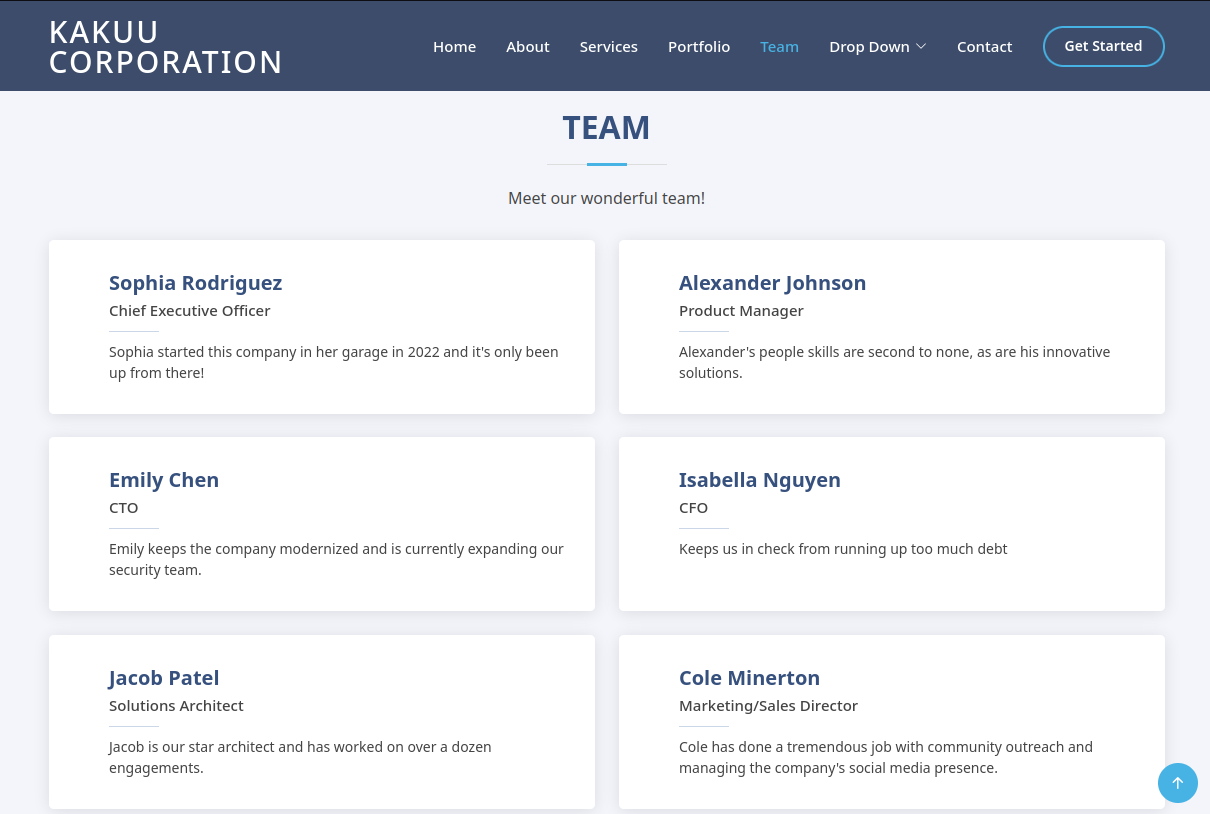 KAKUU
CORPORATION
Home About Services Portfolio Team Drop Down Contact Get Started
TEAM
Meet our wonderful team!
Sophia Rodriguez
Chief Executive Officer
Sophia started this company in her garage in 2022 and it's only been
up from there!
Alexander Johnson
Product Manager
Alexander's people skills are second to none, as are his innovative
solutions.
Emily Chen
CTO
Emily keeps the company modernized and is currently expanding our
security team.
Isabella Nguyen
CFO
Keeps us in check from running up too much debt
Jacob Patel
Solutions Architect
Jacob is our star architect and has worked on over a dozen
engagements.
Cole Minerton
Marketing/Sales Director
Cole has done a tremendous job with community outreach and
managing the company's social media presence.